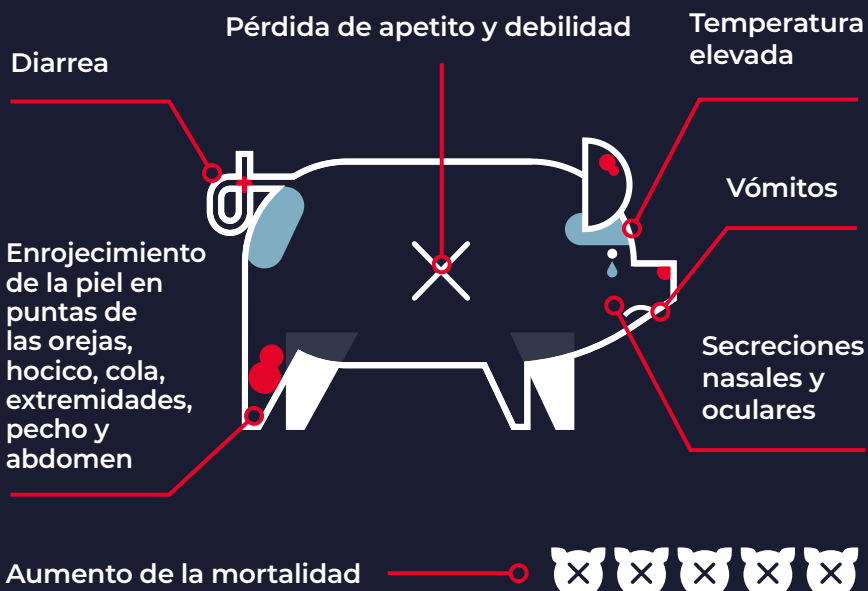 Pérdida de apetito y debilidad
Temperatura
elevada
Diarrea
Vómitos
Enrojecimiento
de la piel en
puntas de
las orejas,
hocico, cola,
extremidades,
pecho y
abdomen
Secreciones
nasales y
oculares
Aumento de la mortalidad